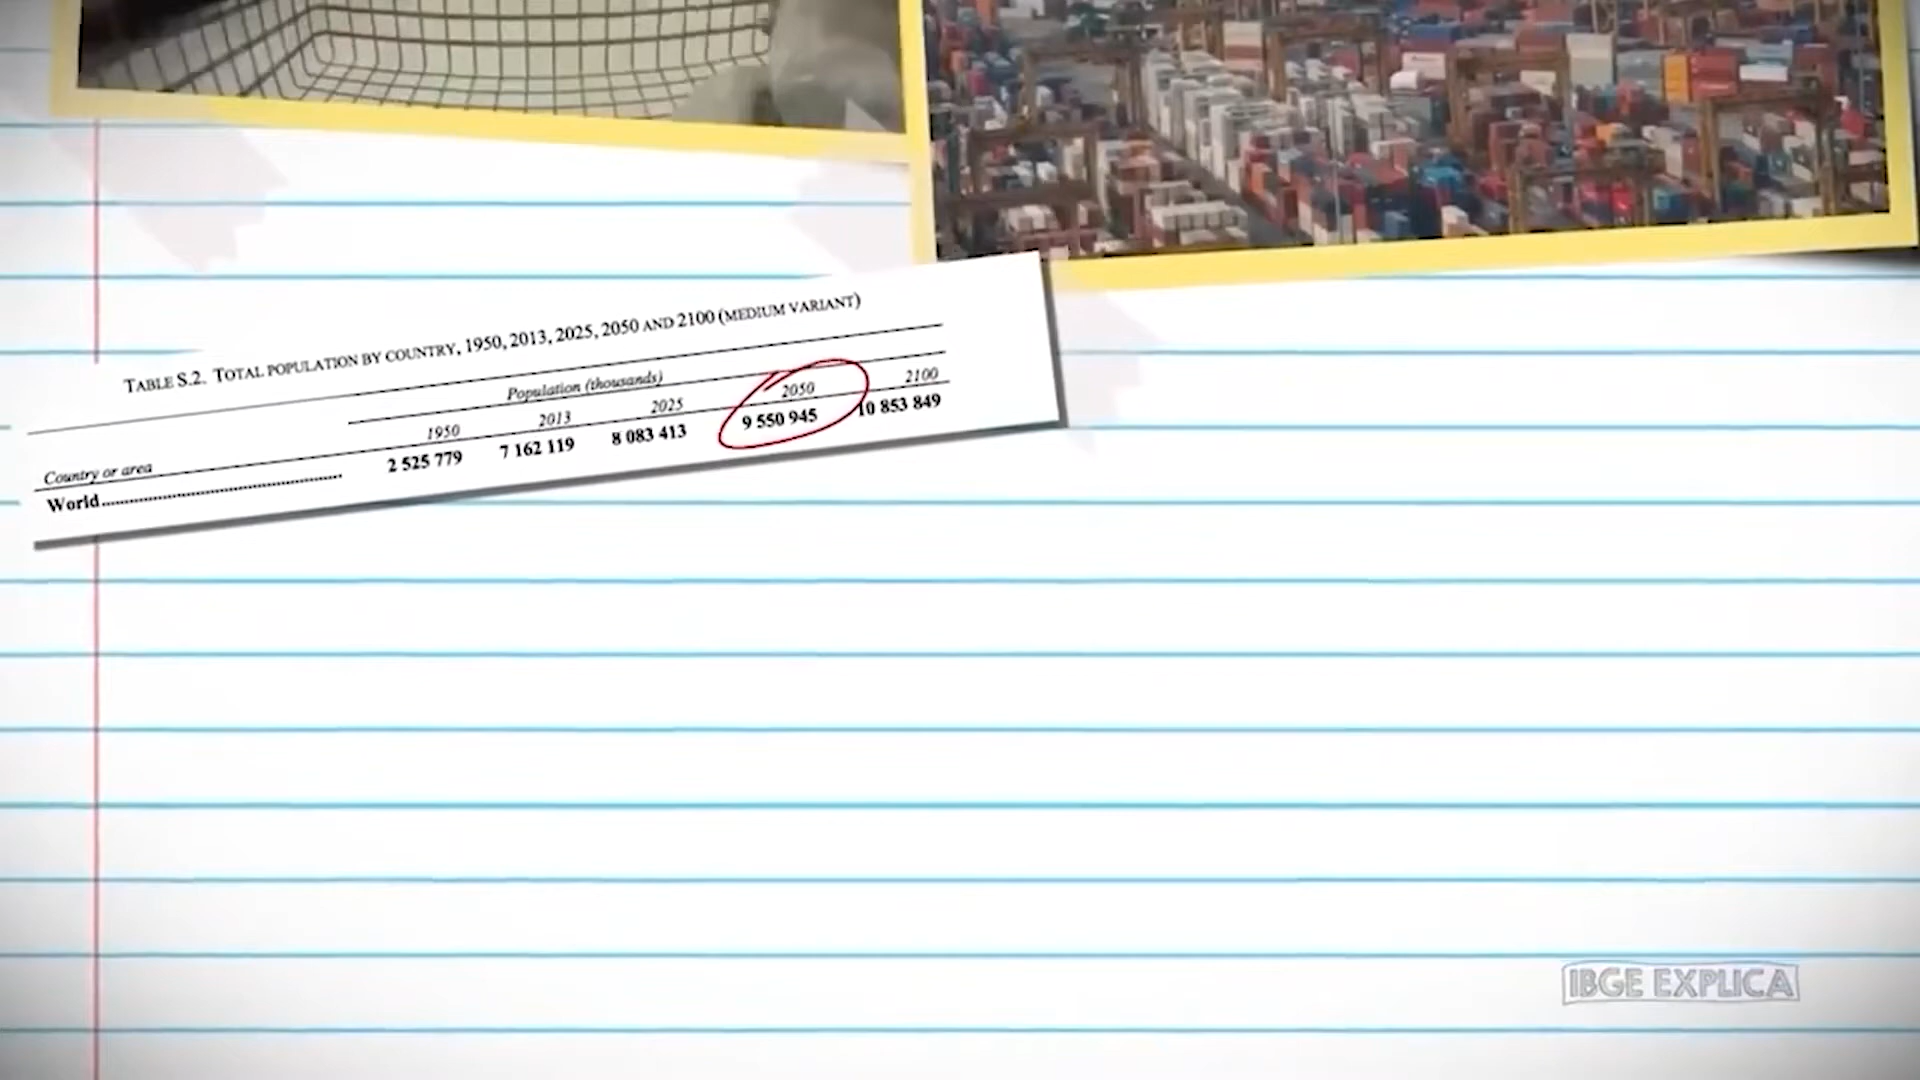 TABLE S.2. TOTAL POPULATION BY COUNTRY, 1950, 2013, 2025, 2050 AND 2100 (MEDIUM VARIANT)
Population (thousands)
Country or area 1950 2013 2025 2050 2100
World.................................................. 2 525 779 7 162 119 8 083 413 9 550 945 10 853 849
IBGE EXPLICA